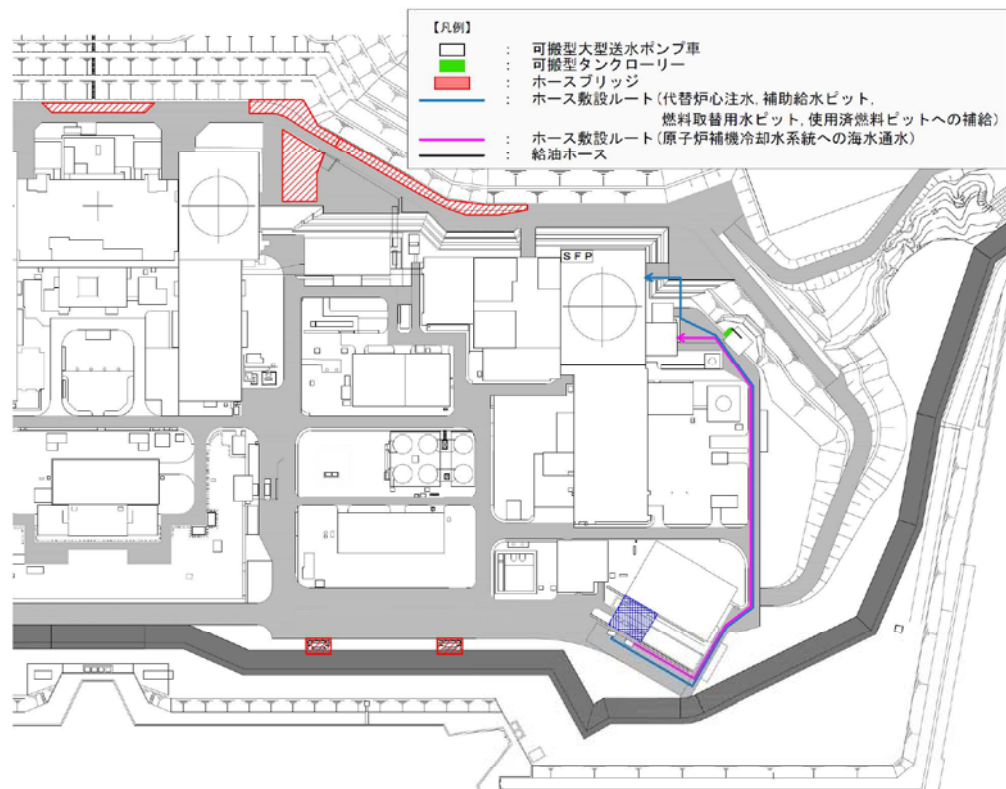 【凡例】
： 可搬型大型送水ポンプ車
： 可搬型タンクローリー
： ホースブリッジ
： ホース敷設ルート(代替炉心注水，補助給水ピット，
燃料取替用水ピット，使用済燃料ピットへの補給)
： ホース敷設ルート(原子炉補機冷却水系統への海水通水)
： 給油ホース
SFP